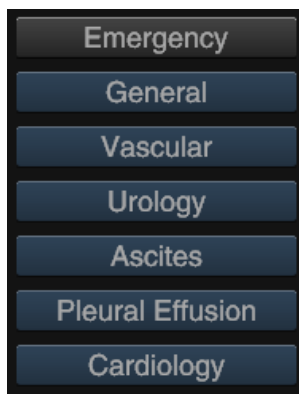 Emergency
General
Vascular
Urology
Ascites
Pleural Effusion
Cardiology